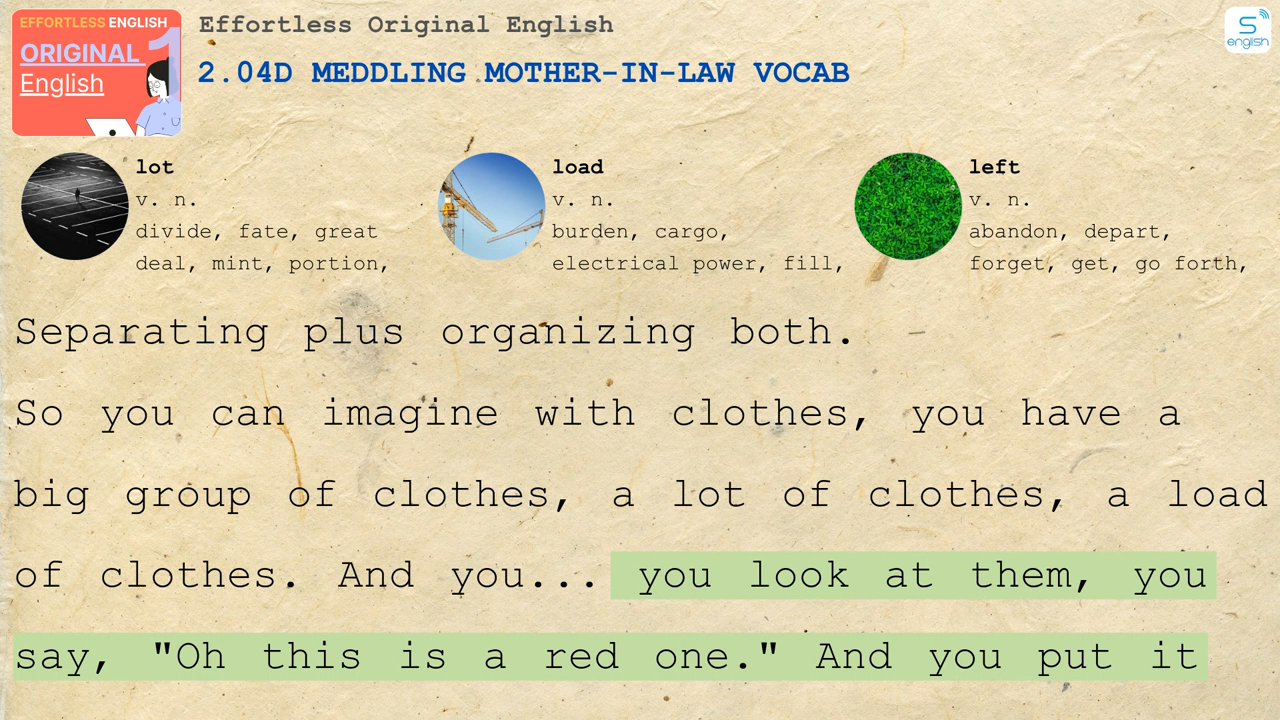 EFFORTLESS ENGLISH
ORIGINAL 1
English
Effortless Original English
2.04D MEDDLING MOTHER-IN-LAW VOCAB
S
english
lot
v. n.
divide, fate, great
deal, mint, portion,
load
v. n.
burden, cargo,
electrical power, fill,
left
v. n.
abandon, depart,
forget, get, go forth,
Separating plus organizing both.
So you can imagine with clothes, you have a
big group of clothes, a lot of clothes, a load
of clothes. And you... you look at them, you
say, "Oh this is a red one." And you put it